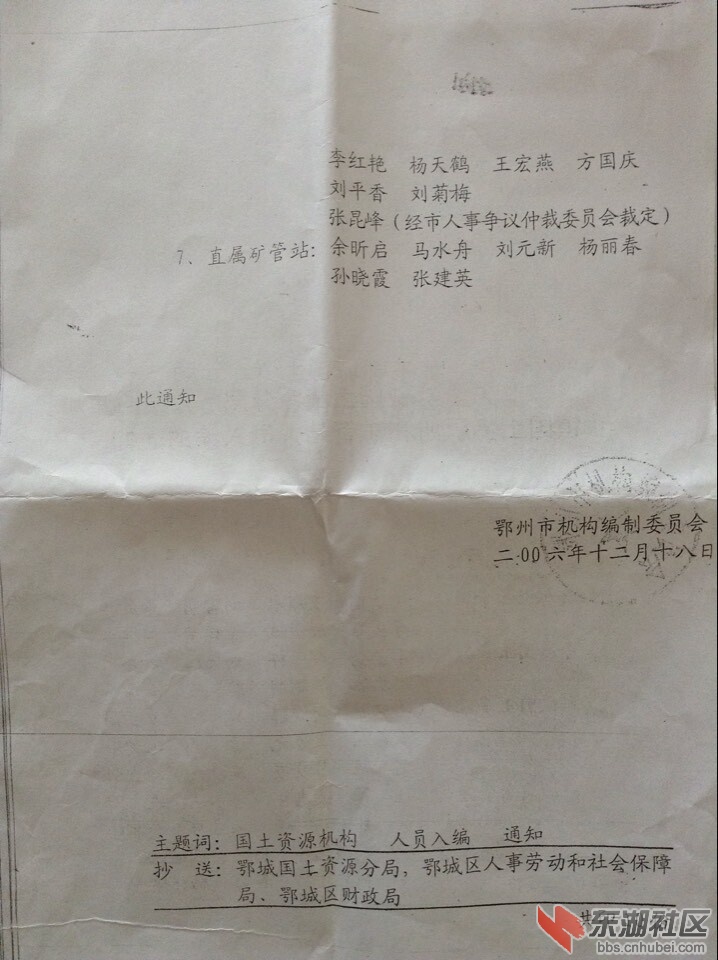 李红艳 杨天鹤 王宏燕 方国庆
刘平香 刘菊梅
张昆峰（经市人事争议仲裁委员会裁定）
7、直属矿管站：余昕启 马水舟 刘元新 杨丽春
孙晓霞 张建英
此通知
鄂州市机构编制委员会
二00六年十二月十八日
主题词：国土资源机构 人员入编 通知
抄 送：鄂城国土资源分局，鄂城区人事劳动和社会保障
局、鄂城区财政局
共
东湖社区
bbs.cnhubei.com